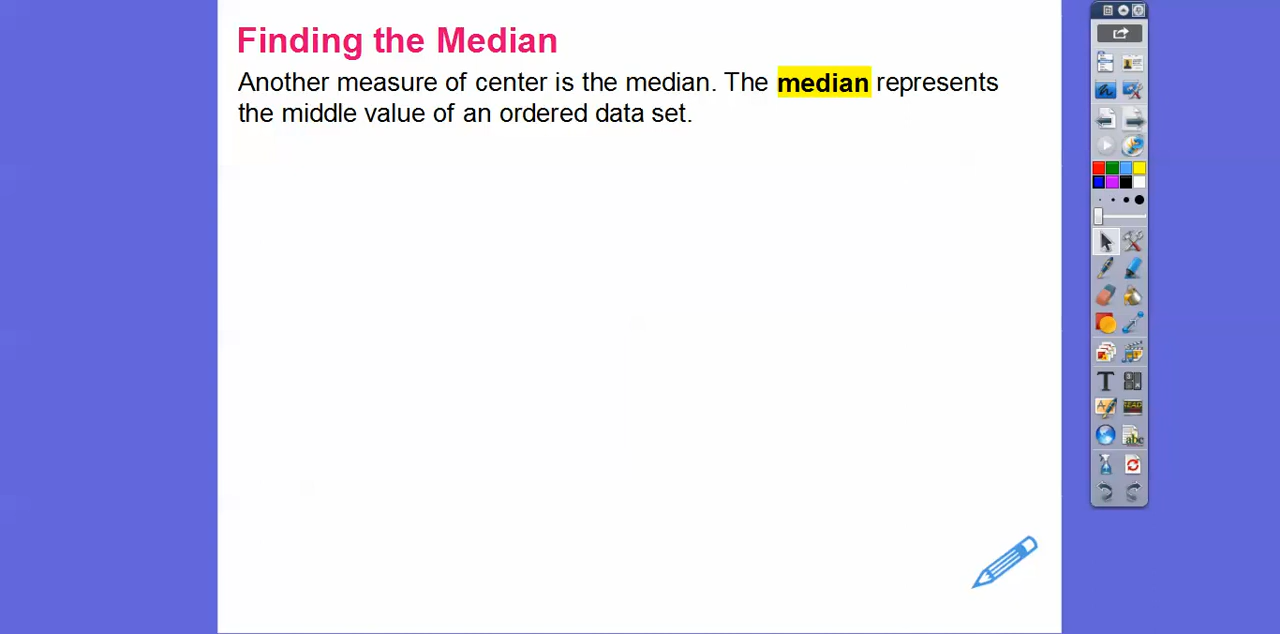 Finding the Median
Another measure of center is the median. The median represents
the middle value of an ordered data set.